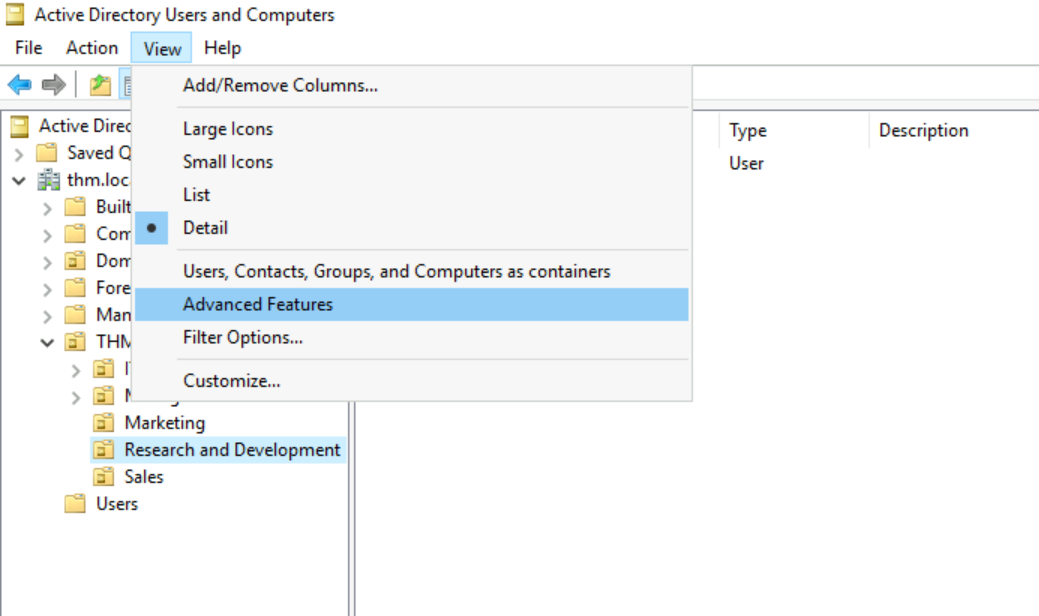 Active Directory Users and Computers
File Action View Help
Add/Remove Columns...
Large Icons
Small Icons
List
Detail
Users, Contacts, Groups, and Computers as containers
Advanced Features
Filter Options...
Customize...
Type Description
User
Active Direc
Saved Q
thm.loc
Built
Com
Dom
Fore
Man
THM
Marketing
Research and Development
Sales
Users